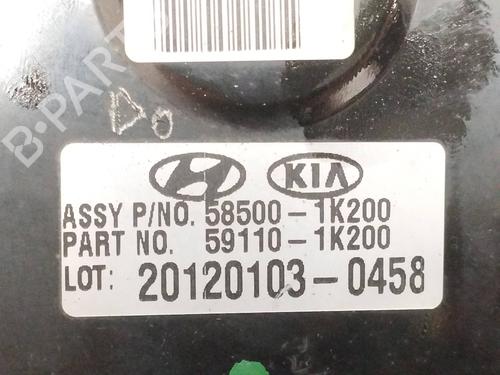 B-PARTS
Do
KIA
ASSY P/NO. 58500-1K200
PART NO. 59110-1K200
LOT: 20120103-0458